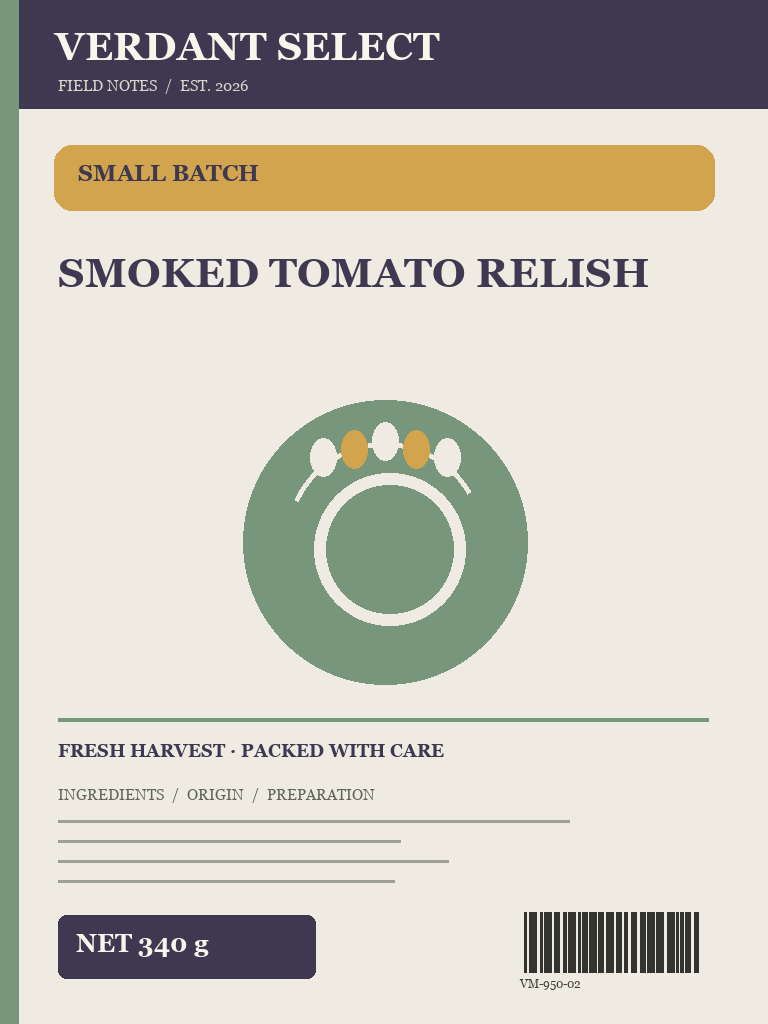 VERDANT SELECT
FIELD NOTES / EST. 2026
SMALL BATCH
SMOKED TOMATO RELISH
FRESH HARVEST · PACKED WITH CARE
INGREDIENTS / ORIGIN / PREPARATION
NET 340 g
VM-950-02